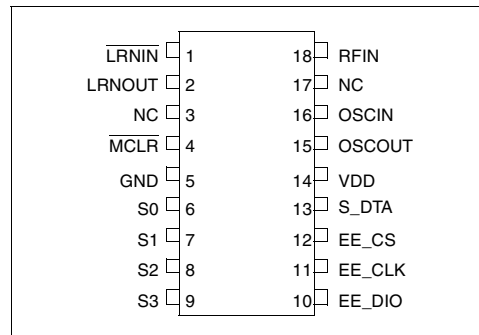 LRNIN 1 18 RFIN
LRNOUT 2 17 NC
NC 3 16 OSCIN
MCLR 4 15 OSCOUT
GND 5 14 VDD
S0 6 13 S_DTA
S1 7 12 EE_CS
S2 8 11 EE_CLK
S3 9 10 EE_DIO